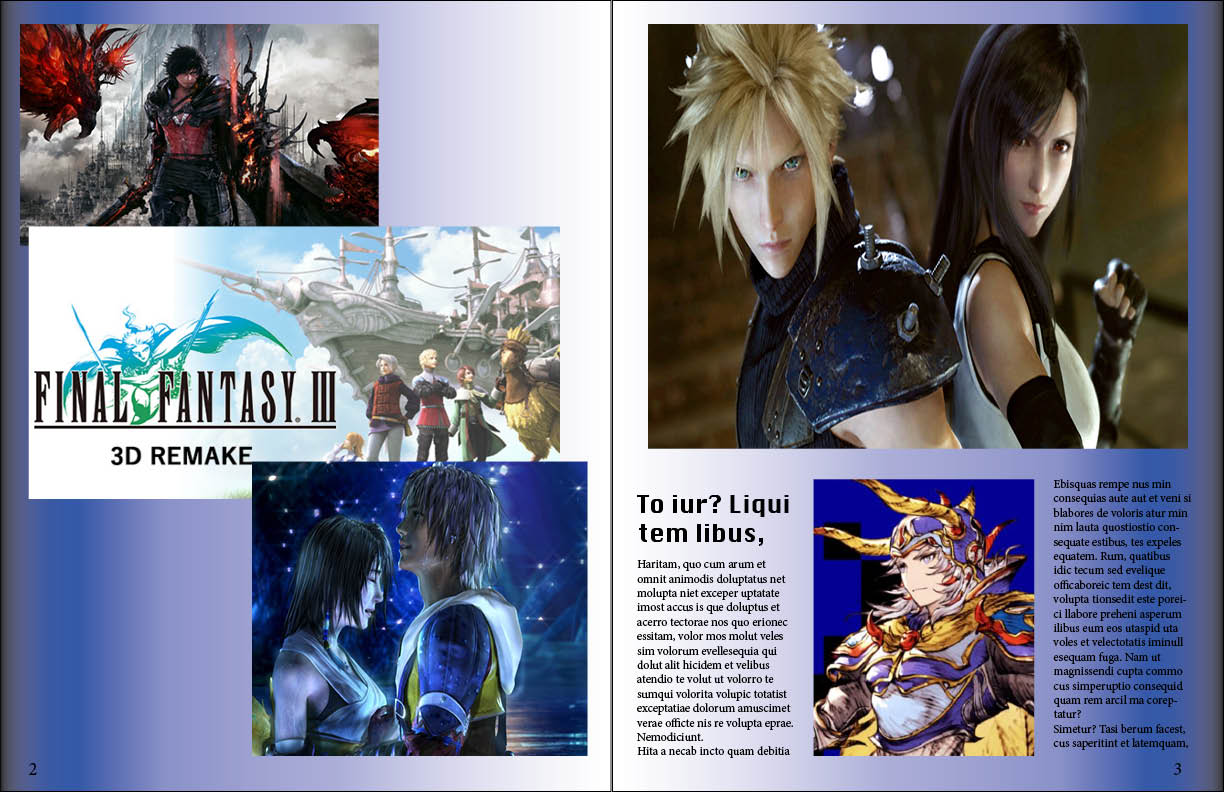 FINAL FANTASY. III
3D REMAKE
2
To iur? Liqui
tem libus,
Haritam, quo cum arum et
omnit animodis doluptatus net
molupta niet exceper uptatate
imost accus is que doluptus et
acerro tectorae nos quo erionec
essitam, volor mos molut veles
sim volorum evellesequia qui
dolut alit hicidem et velibus
atendio te volut ut volorro te
sumqui volorita volupic totatist
exceptatiae dolorum amuscimet
verae officte nis re volupta eprae.
Nemodiciunt.
Hita a necab incto quam debitia
Ebisquas rempe nus min
consequias aute aut et veni si
blabores de voloris atur min
nim lauta quostiostio con-
sequate estibus, tes expeles
equatem. Rum, quatibus
idic tecum sed evelique
officaboreic tem dest dit,
volupta tionsedit este porei-
ci llabore preheni asperum
ilibus eum eos utaspid uta
voles et velectotatis iminull
esequam fuga. Nam ut
magnissendi cupta commo
cus simperuptio consequid
quam rem arcil ma corep-
tatur?
Simetur? Tasi berum facest,
cus saperitint et latemquam,
3